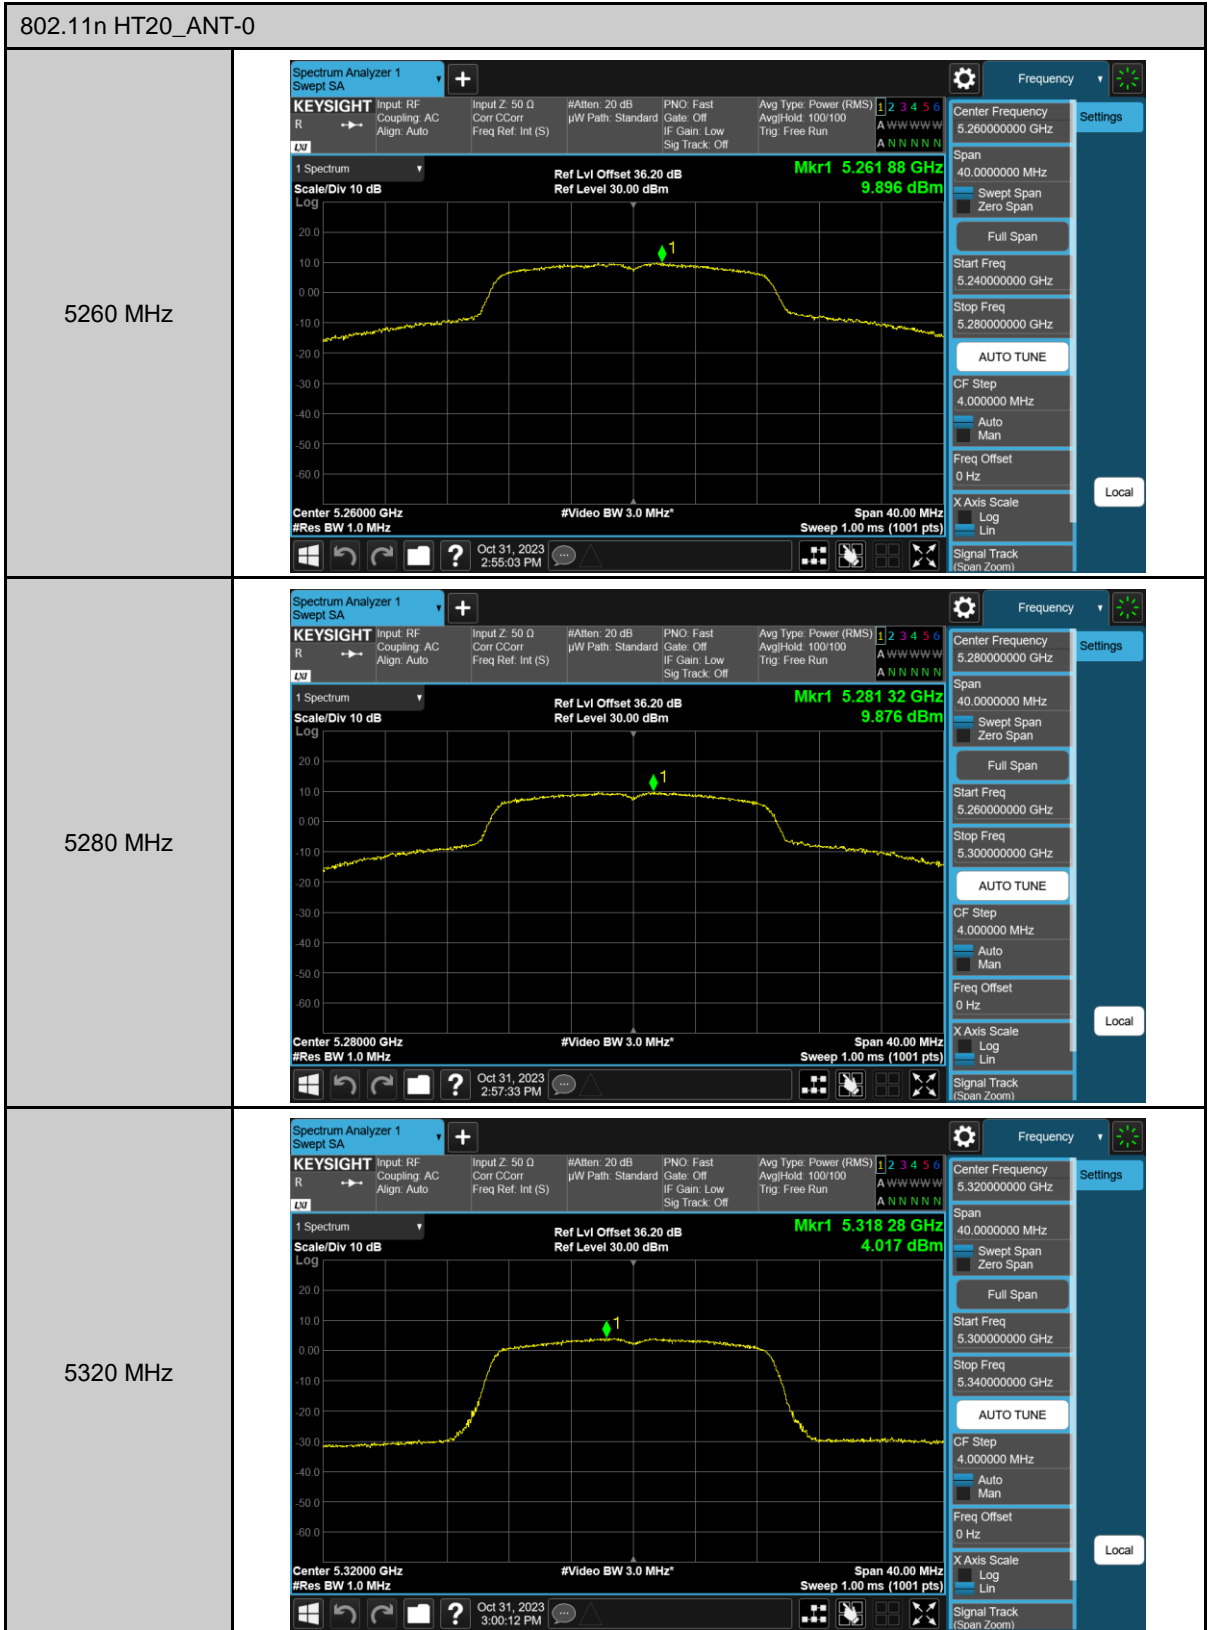 802.11n HT20_ANT-0
5260 MHz
Spectrum Analyzer 1
Swept SA
Frequency
KEYSIGHT
R
LXI
Input: RF
Coupling: AC
Align: Auto
Input Z: 50 Ω
Corr CCorr
Freq Ref: Int (S)
#Atten: 20 dB
µW Path: Standard
PNO: Fast
Gate: Off
IF Gain: Low
Sig Track: Off
Avg Type: Power (RMS)
Avg|Hold: 100/100
Trig: Free Run
1 2 3 4 5 6
A W W W W W
A N N N N N
1 Spectrum
Scale/Div 10 dB
Log
Ref Lvl Offset 36.20 dB
Ref Level 30.00 dBm
Mkr1 5.261 88 GHz
9.896 dBm
1
20.0
10.0
0.00
-10.0
-20.0
-30.0
-40.0
-50.0
-60.0
Center 5.26000 GHz
#Res BW 1.0 MHz
#Video BW 3.0 MHz*
Span 40.00 MHz
Sweep 1.00 ms (1001 pts)
Oct 31, 2023
2:55:03 PM
Center Frequency
5.260000000 GHz
Settings
Span
40.0000000 MHz
Swept Span
Zero Span
Full Span
Start Freq
5.240000000 GHz
Stop Freq
5.280000000 GHz
AUTO TUNE
CF Step
4.000000 MHz
Auto
Man
Freq Offset
0 Hz
X Axis Scale
Log
Lin
Local
Signal Track
(Span Zoom)
5280 MHz
Spectrum Analyzer 1
Swept SA
Frequency
KEYSIGHT
R
LXI
Input: RF
Coupling: AC
Align: Auto
Input Z: 50 Ω
Corr CCorr
Freq Ref: Int (S)
#Atten: 20 dB
µW Path: Standard
PNO: Fast
Gate: Off
IF Gain: Low
Sig Track: Off
Avg Type: Power (RMS)
Avg|Hold: 100/100
Trig: Free Run
1 2 3 4 5 6
A W W W W W
A N N N N N
1 Spectrum
Scale/Div 10 dB
Log
Ref Lvl Offset 36.20 dB
Ref Level 30.00 dBm
Mkr1 5.281 32 GHz
9.876 dBm
1
20.0
10.0
0.00
-10.0
-20.0
-30.0
-40.0
-50.0
-60.0
Center 5.28000 GHz
#Res BW 1.0 MHz
#Video BW 3.0 MHz*
Span 40.00 MHz
Sweep 1.00 ms (1001 pts)
Oct 31, 2023
2:57:33 PM
Center Frequency
5.280000000 GHz
Settings
Span
40.0000000 MHz
Swept Span
Zero Span
Full Span
Start Freq
5.260000000 GHz
Stop Freq
5.300000000 GHz
AUTO TUNE
CF Step
4.000000 MHz
Auto
Man
Freq Offset
0 Hz
X Axis Scale
Log
Lin
Local
Signal Track
(Span Zoom)
5320 MHz
Spectrum Analyzer 1
Swept SA
Frequency
KEYSIGHT
R
LXI
Input: RF
Coupling: AC
Align: Auto
Input Z: 50 Ω
Corr CCorr
Freq Ref: Int (S)
#Atten: 20 dB
µW Path: Standard
PNO: Fast
Gate: Off
IF Gain: Low
Sig Track: Off
Avg Type: Power (RMS)
Avg|Hold: 100/100
Trig: Free Run
1 2 3 4 5 6
A W W W W W
A N N N N N
1 Spectrum
Scale/Div 10 dB
Log
Ref Lvl Offset 36.20 dB
Ref Level 30.00 dBm
Mkr1 5.318 28 GHz
4.017 dBm
1
20.0
10.0
0.00
-10.0
-20.0
-30.0
-40.0
-50.0
-60.0
Center 5.32000 GHz
#Res BW 1.0 MHz
#Video BW 3.0 MHz*
Span 40.00 MHz
Sweep 1.00 ms (1001 pts)
Oct 31, 2023
3:00:12 PM
Center Frequency
5.320000000 GHz
Settings
Span
40.0000000 MHz
Swept Span
Zero Span
Full Span
Start Freq
5.300000000 GHz
Stop Freq
5.340000000 GHz
AUTO TUNE
CF Step
4.000000 MHz
Auto
Man
Freq Offset
0 Hz
X Axis Scale
Log
Lin
Local
Signal Track
(Span Zoom)